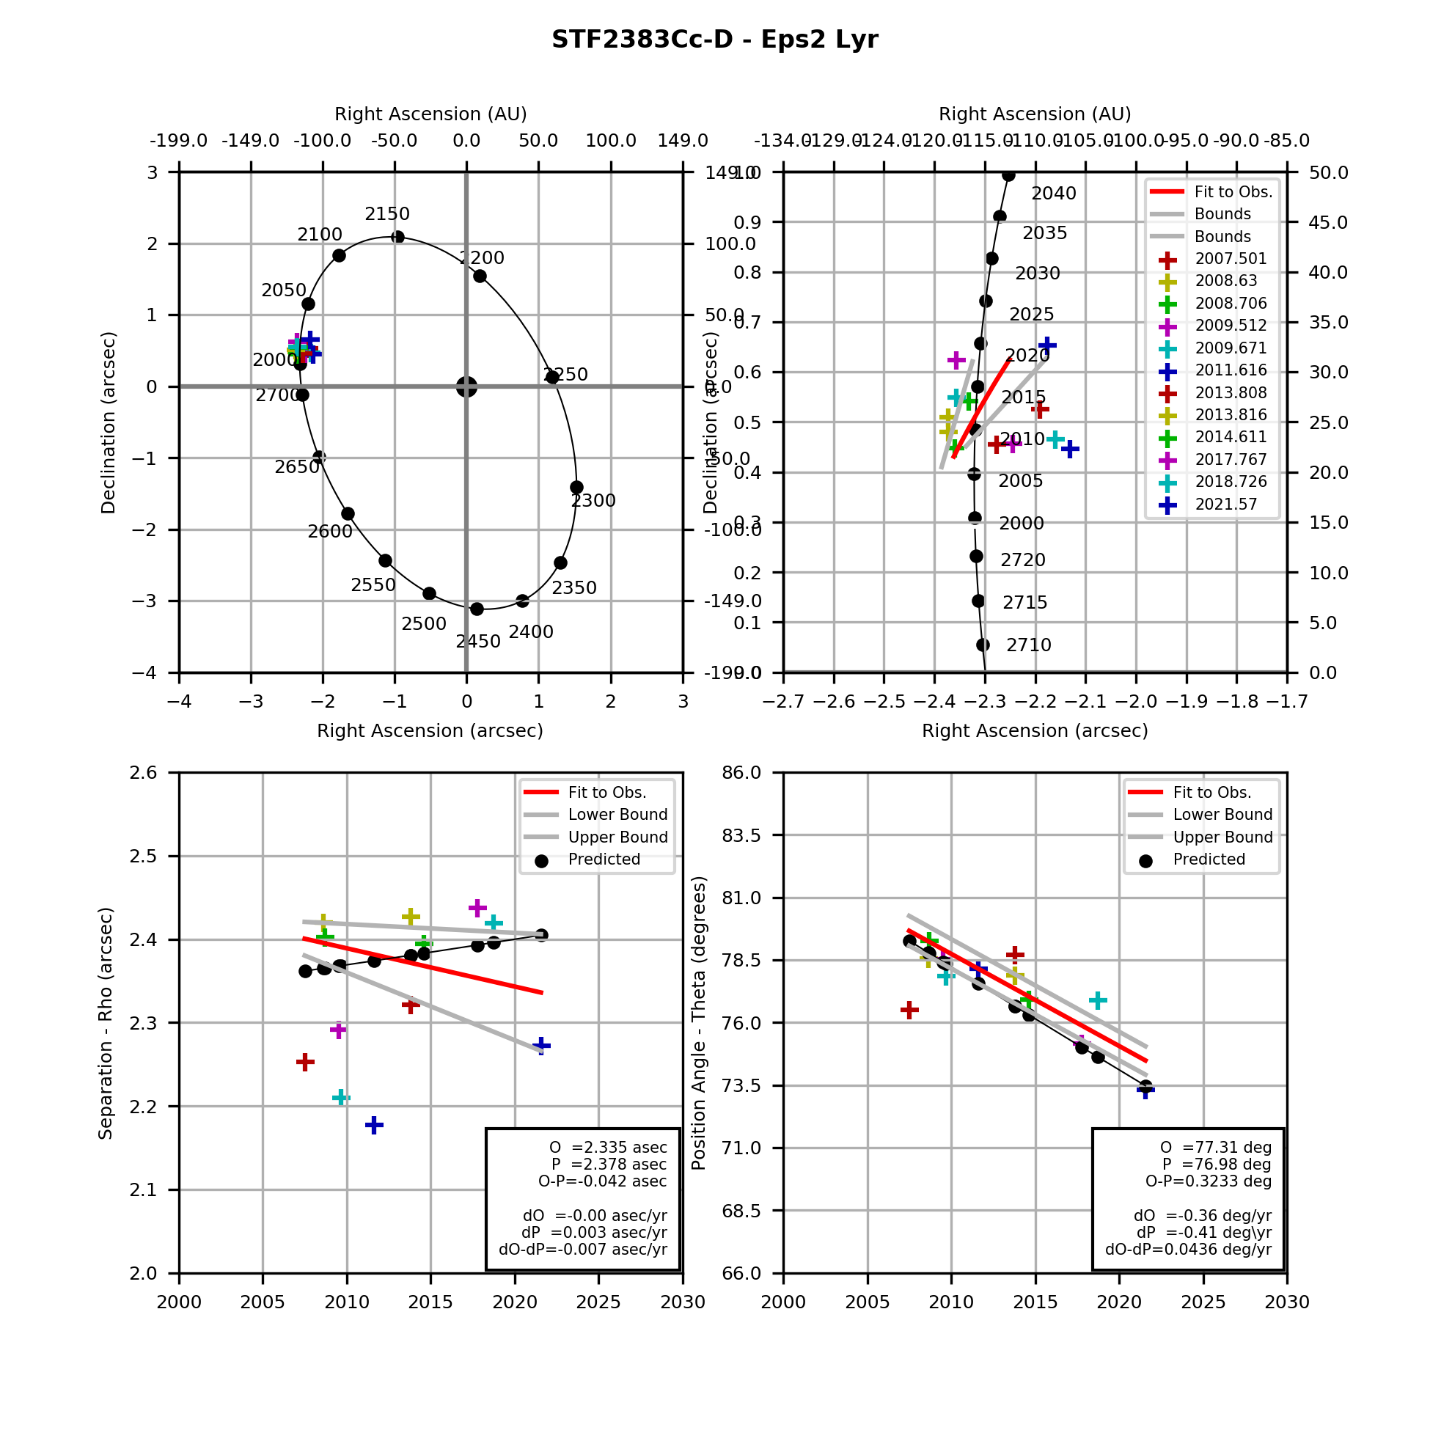 STF2383Cc-D - Eps2 Lyr
Right Ascension (AU)
-199.0 -149.0 -100.0 -50.0 0.0 50.0 100.0 149.0
3 2 1 0 −1 −2 −3 −4
Declination (arcsec)
149.0 100.0 50.0 0.0 -50.0 -100.0 -149.0 -199.0
2150
2100
2200
2050
2000
2250
2700
2650
2300
2600
2550
2350
2500
2400
2450
−4 −3 −2 −1 0 1 2 3
Right Ascension (arcsec)
Right Ascension (AU)
-134.0 -129.0 -124.0 -120.0 -115.0 -110.0 -105.0 -100.0 -95.0 -90.0 -85.0
1.0 0.9 0.8 0.7 0.6 0.5 0.4 0.3 0.2 0.1 0.0
Declination (arcsec)
50.0 45.0 40.0 35.0 30.0 25.0 20.0 15.0 10.0 5.0 0.0
2040
2035
2030
2025
2020
2015
2010
2005
2000
2720
2715
2710
Fit to Obs.
Bounds
Bounds
2007.501
2008.63
2008.706
2009.512
2009.671
2011.616
2013.808
2013.816
2014.611
2017.767
2018.726
2021.57
−2.7 −2.6 −2.5 −2.4 −2.3 −2.2 −2.1 −2.0 −1.9 −1.8 −1.7
Right Ascension (arcsec)
2.6 2.5 2.4 2.3 2.2 2.1 2.0
Separation - Rho (arcsec)
Fit to Obs.
Lower Bound
Upper Bound
Predicted
O =2.335 asec
P =2.378 asec
O-P=-0.042 asec
dO =-0.00 asec/yr
dP =0.003 asec/yr
dO-dP=-0.007 asec/yr
2000 2005 2010 2015 2020 2025 2030
86.0 83.5 81.0 78.5 76.0 73.5 71.0 68.5 66.0
Position Angle - Theta (degrees)
Fit to Obs.
Lower Bound
Upper Bound
Predicted
O =77.31 deg
P =76.98 deg
O-P=0.3233 deg
dO =-0.36 deg/yr
dP =-0.41 deg\yr
dO-dP=0.0436 deg/yr
2000 2005 2010 2015 2020 2025 2030